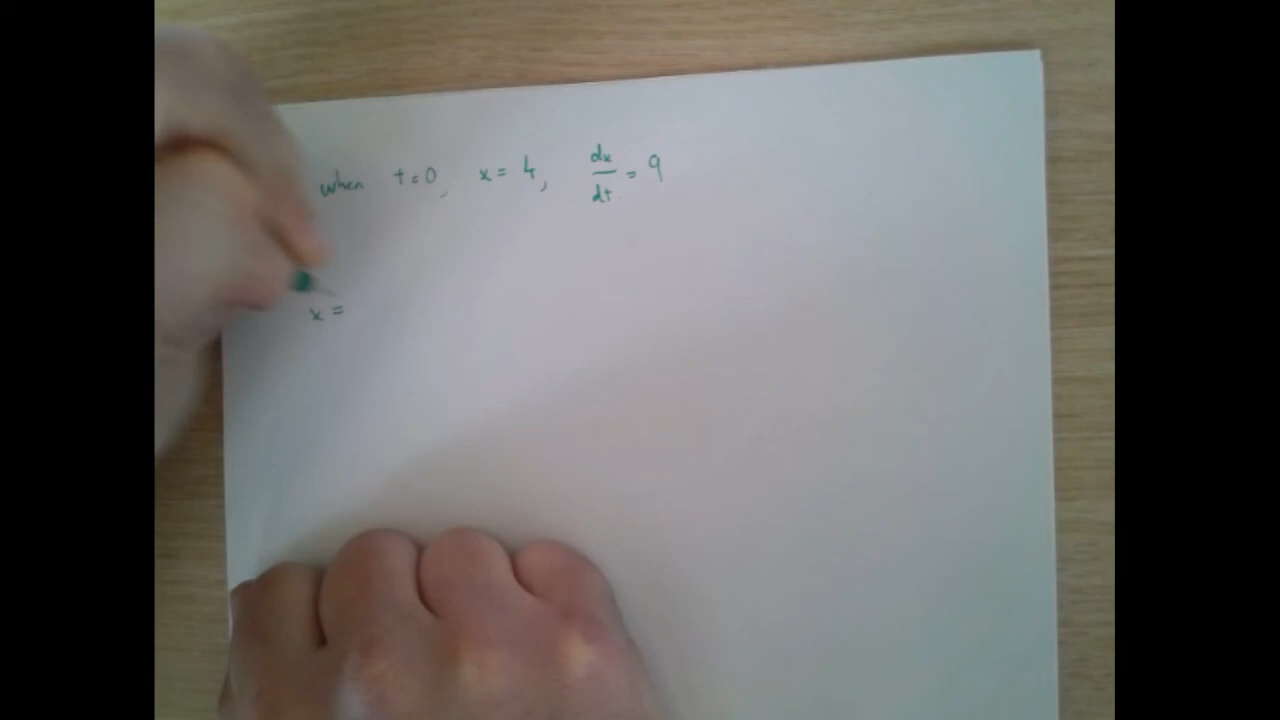 when t=0, x = 4, dx/dt = 9
x =